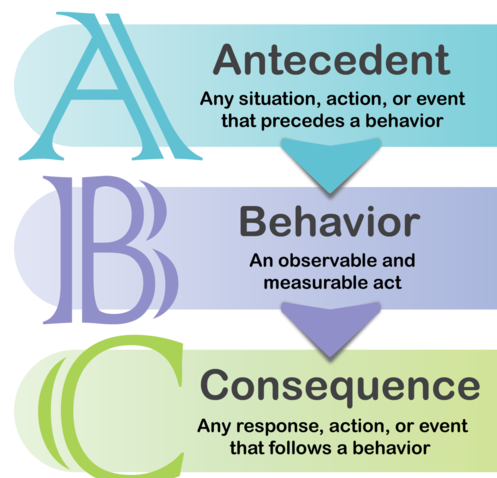 A
Antecedent
Any situation, action, or event
that precedes a behavior
B
Behavior
An observable and
measurable act
C
Consequence
Any response, action, or event
that follows a behavior